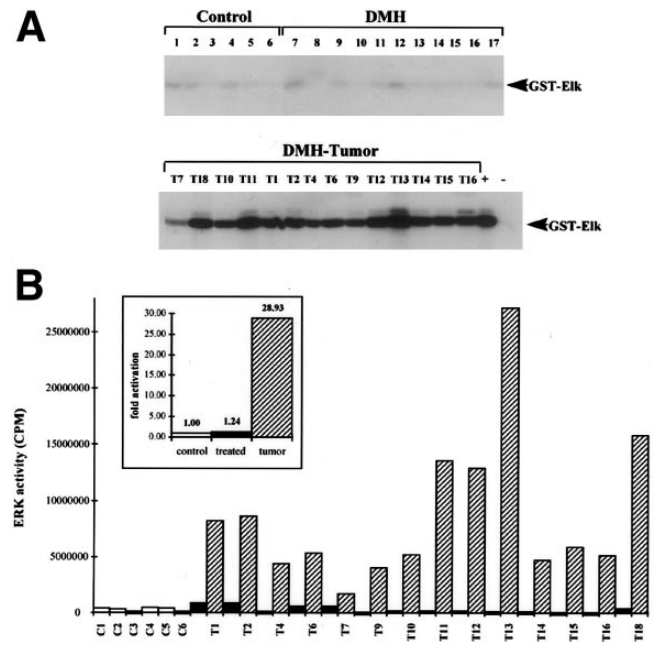 A
Control DMH
1 2 3 4 5 6 7 8 9 10 11 12 13 14 15 16 17
GST-Elk
DMH-Tumor
T7 T18 T10 T11 T1 T2 T4 T6 T9 T12 T13 T14 T15 T16 + -
GST-Elk
B
ERK activity (CPM)
25000000
15000000
10000000
5000000
0
fold activation
30.00
25.00
20.00
15.00
10.00
5.00
0.00
1.00
1.24
28.93
control treated tumor
C1 C2 C3 C4 C5 C6 T1 T2 T4 T6 T7 T9 T10 T11 T12 T13 T14 T15 T16 T18